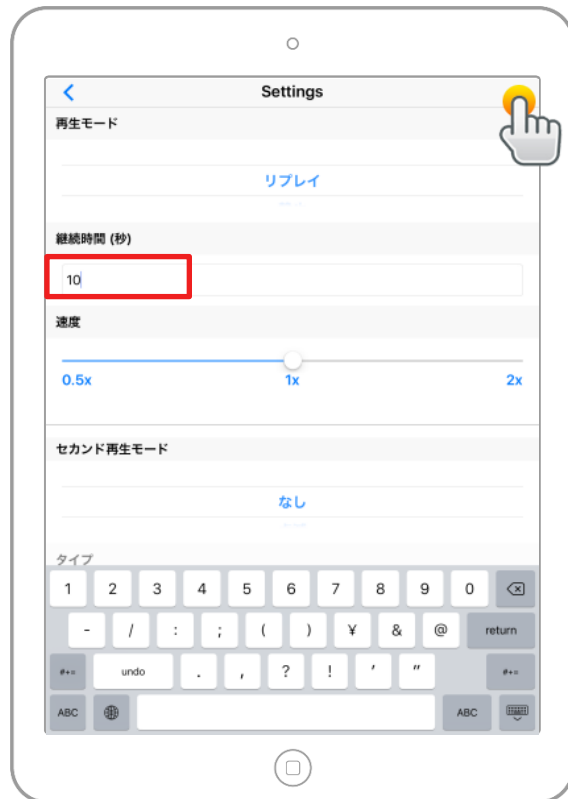 Settings
再生モード
リプレイ
継続時間 (秒)
10
速度
0.5x 1x 2x
セカンド再生モード
なし
タイプ
1 2 3 4 5 6 7 8 9 0
- / : ; ( ) ¥ & @ return
#+= undo . , ? ! ' " #+=
ABC ABC